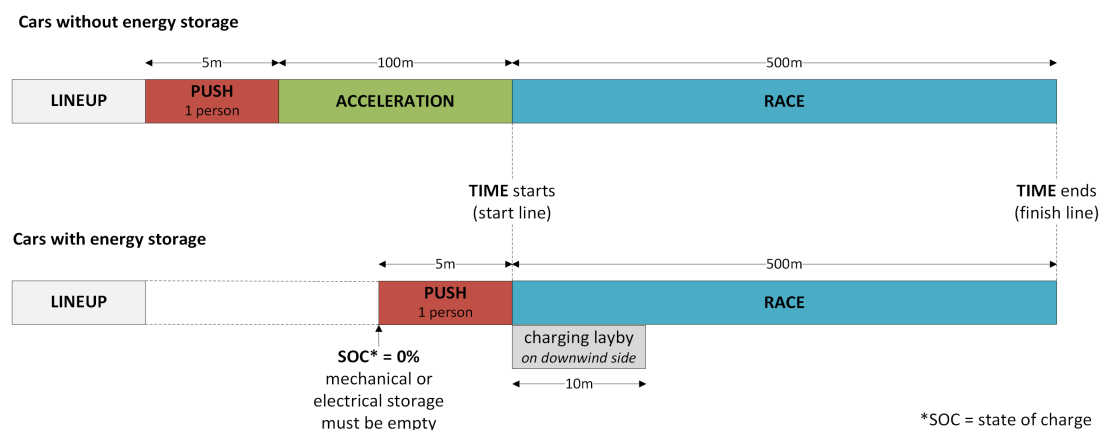 Cars without energy storage
5m
100m
500m
LINEUP
PUSH
1 person
ACCELERATION
RACE
TIME starts
(start line)
TIME ends
(finish line)
Cars with energy storage
5m
500m
LINEUP
PUSH
1 person
RACE
charging layby
on downwind side
10m
SOC* = 0%
mechanical or
electrical storage
must be empty
*SOC = state of charge